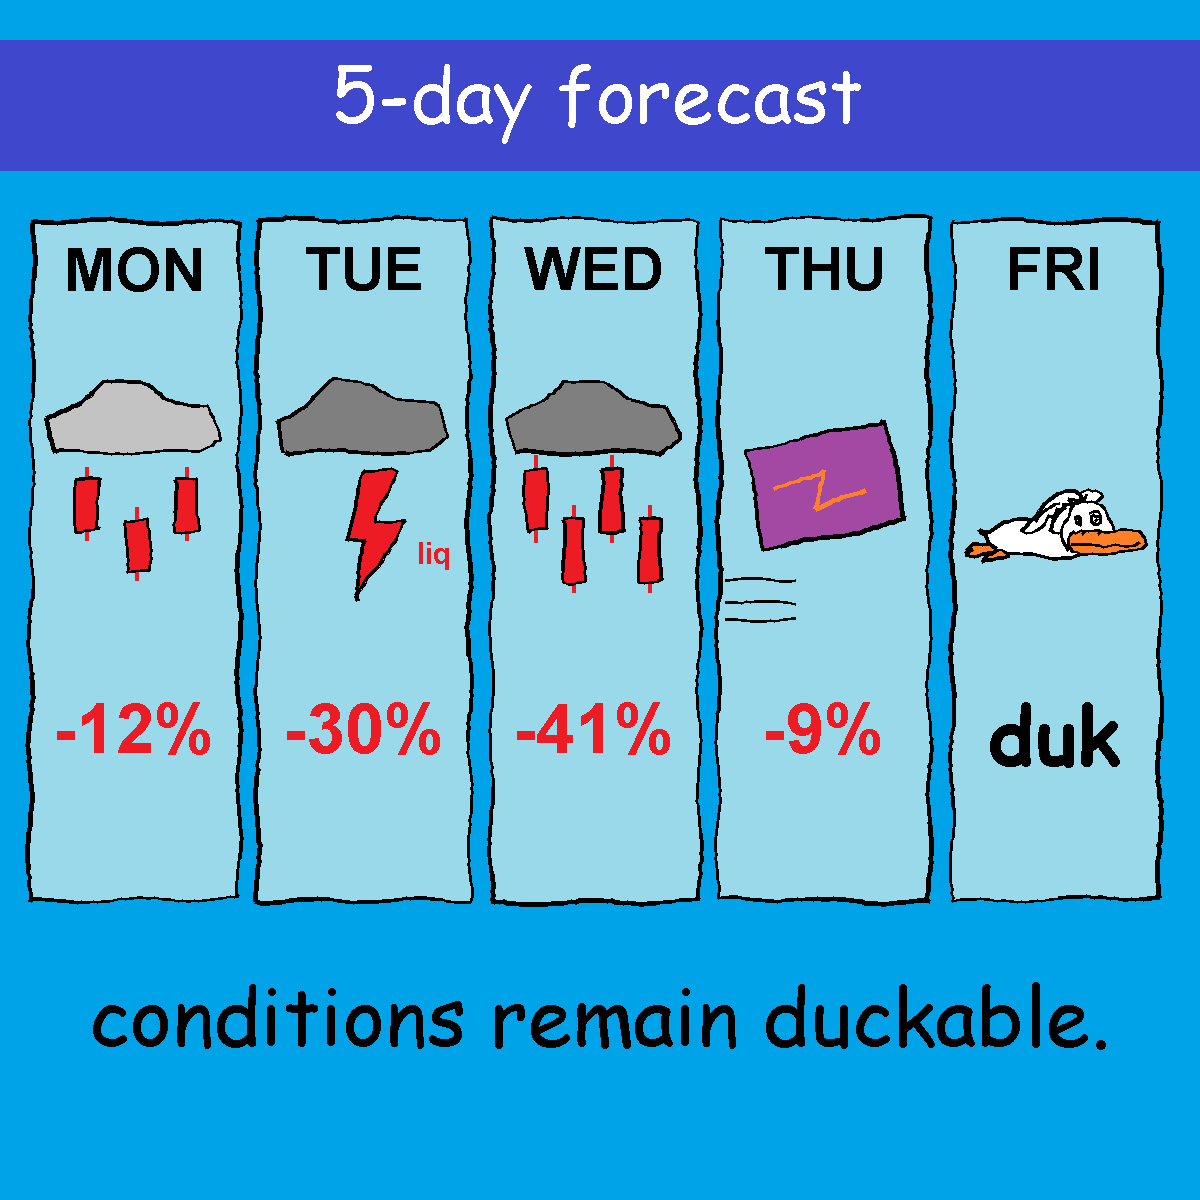 5-day forecast
MON TUE WED THU FRI
liq
-12% -30% -41% -9% duk
conditions remain duckable.